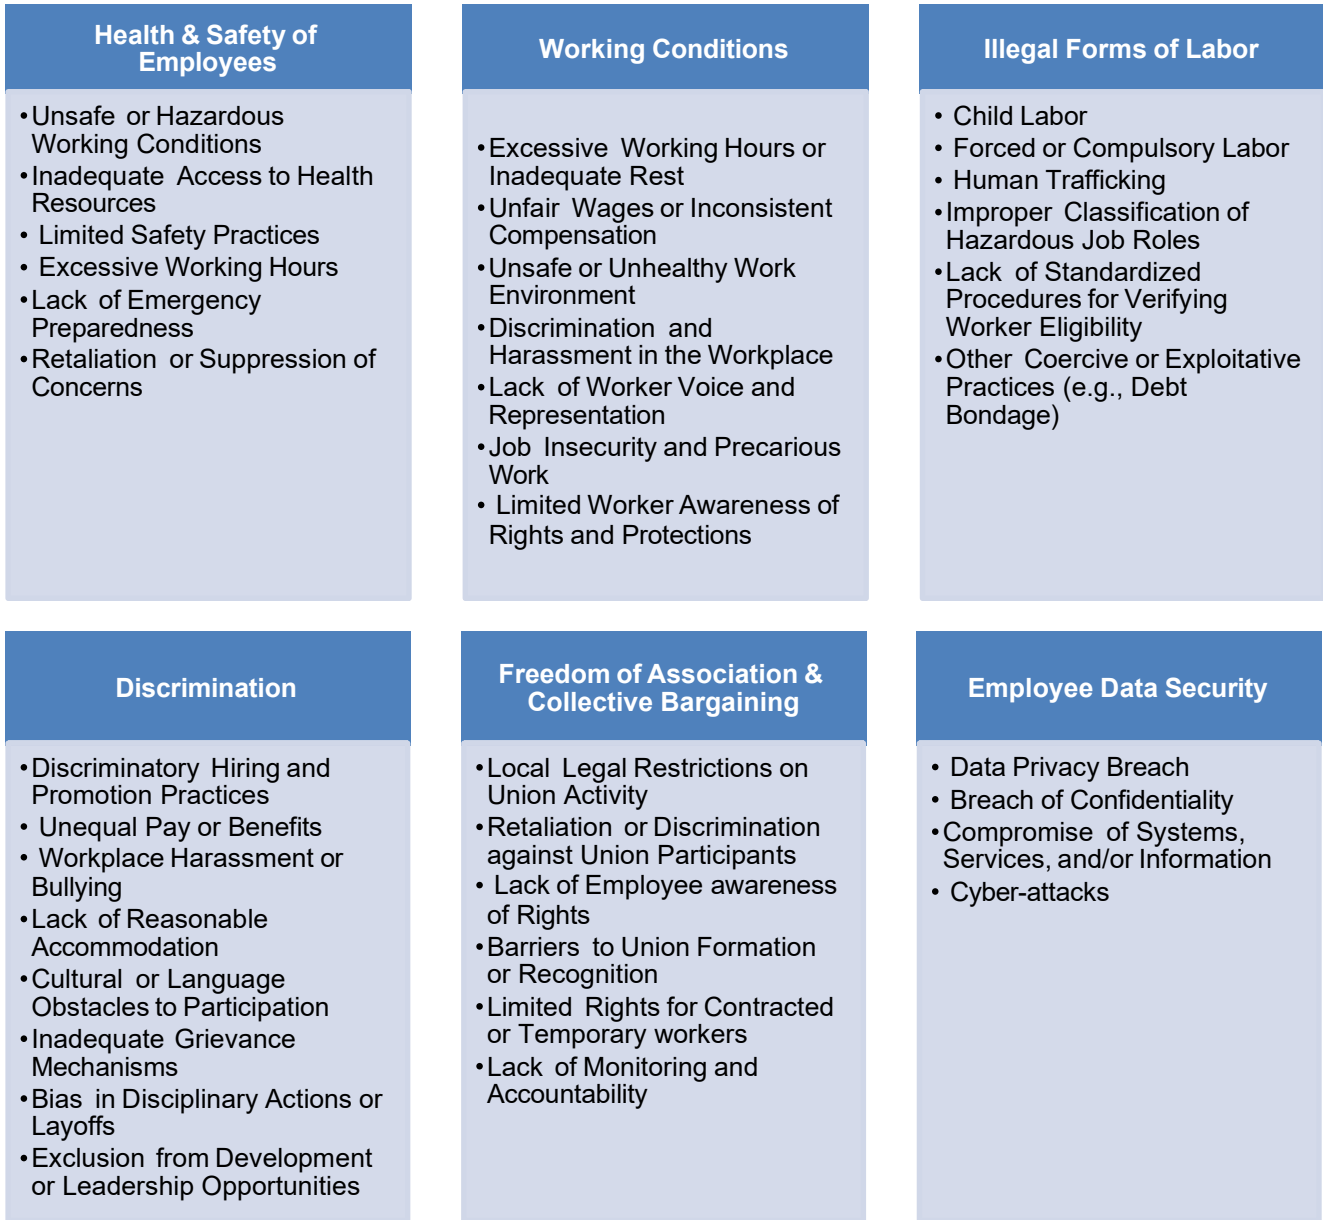 Health & Safety of
Employees
•Unsafe or Hazardous
Working Conditions
•Inadequate Access to Health
Resources
• Limited Safety Practices
• Excessive Working Hours
•Lack of Emergency
Preparedness
•Retaliation or Suppression of
Concerns
Working Conditions
•Excessive Working Hours or
Inadequate Rest
•Unfair Wages or Inconsistent
Compensation
•Unsafe or Unhealthy Work
Environment
•Discrimination and
Harassment in the Workplace
•Lack of Worker Voice and
Representation
•Job Insecurity and Precarious
Work
• Limited Worker Awareness of
Rights and Protections
Illegal Forms of Labor
• Child Labor
• Forced or Compulsory Labor
• Human Trafficking
•Improper Classification of
Hazardous Job Roles
•Lack of Standardized
Procedures for Verifying
Worker Eligibility
•Other Coercive or Exploitative
Practices (e.g., Debt
Bondage)
Discrimination
•Discriminatory Hiring and
Promotion Practices
• Unequal Pay or Benefits
• Workplace Harassment or
Bullying
•Lack of Reasonable
Accommodation
•Cultural or Language
Obstacles to Participation
•Inadequate Grievance
Mechanisms
•Bias in Disciplinary Actions or
Layoffs
•Exclusion from Development
or Leadership Opportunities
Freedom of Association &
Collective Bargaining
•Local Legal Restrictions on
Union Activity
•Retaliation or Discrimination
against Union Participants
• Lack of Employee awareness
of Rights
•Barriers to Union Formation
or Recognition
•Limited Rights for Contracted
or Temporary workers
•Lack of Monitoring and
Accountability
Employee Data Security
• Data Privacy Breach
• Breach of Confidentiality
•Compromise of Systems,
Services, and/or Information
• Cyber-attacks